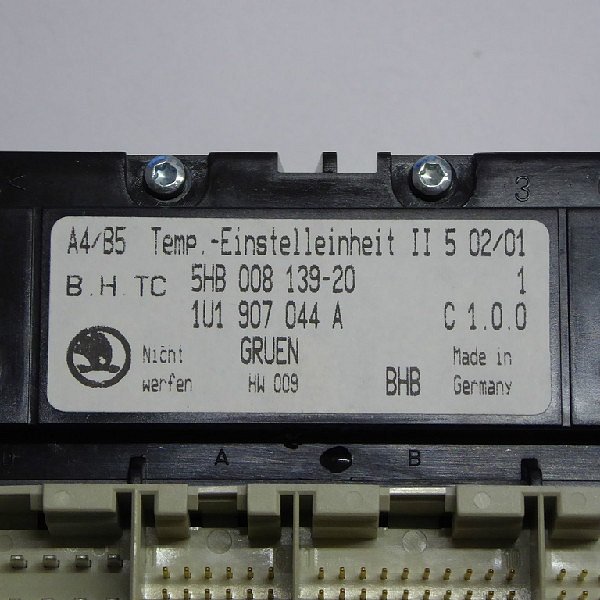 3
A4/B5 Temp.-Einstelleinheit II 5 02/01
B.H.TC 5HB 008 139-20 1
1U1 907 044 A C 1.0.0
Nicht werfen GRUEN HW 009 BHB Made in Germany
A B